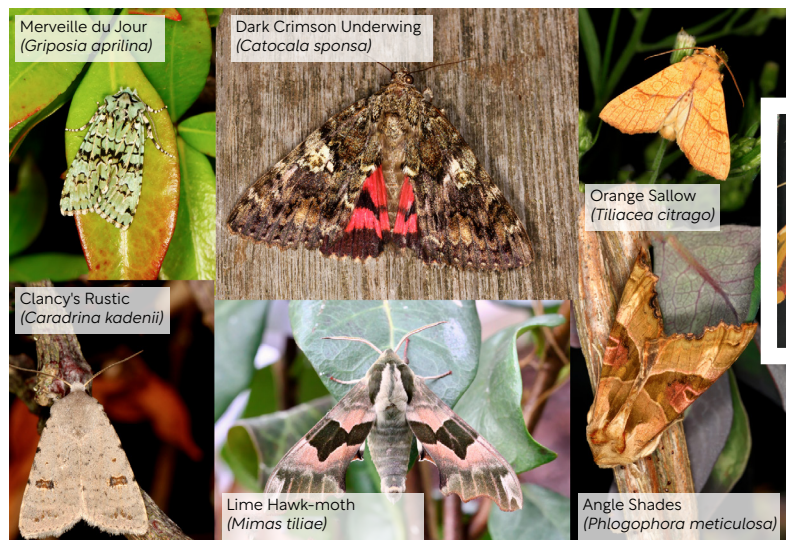 Merveille du Jour
(Griposia aprilina)
Dark Crimson Underwing
(Catocala sponsa)
Orange Sallow
(Tiliacea citrago)
Clancy's Rustic
(Caradrina kadenii)
Lime Hawk-moth
(Mimas tiliae)
Angle Shades
(Phlogophora meticulosa)